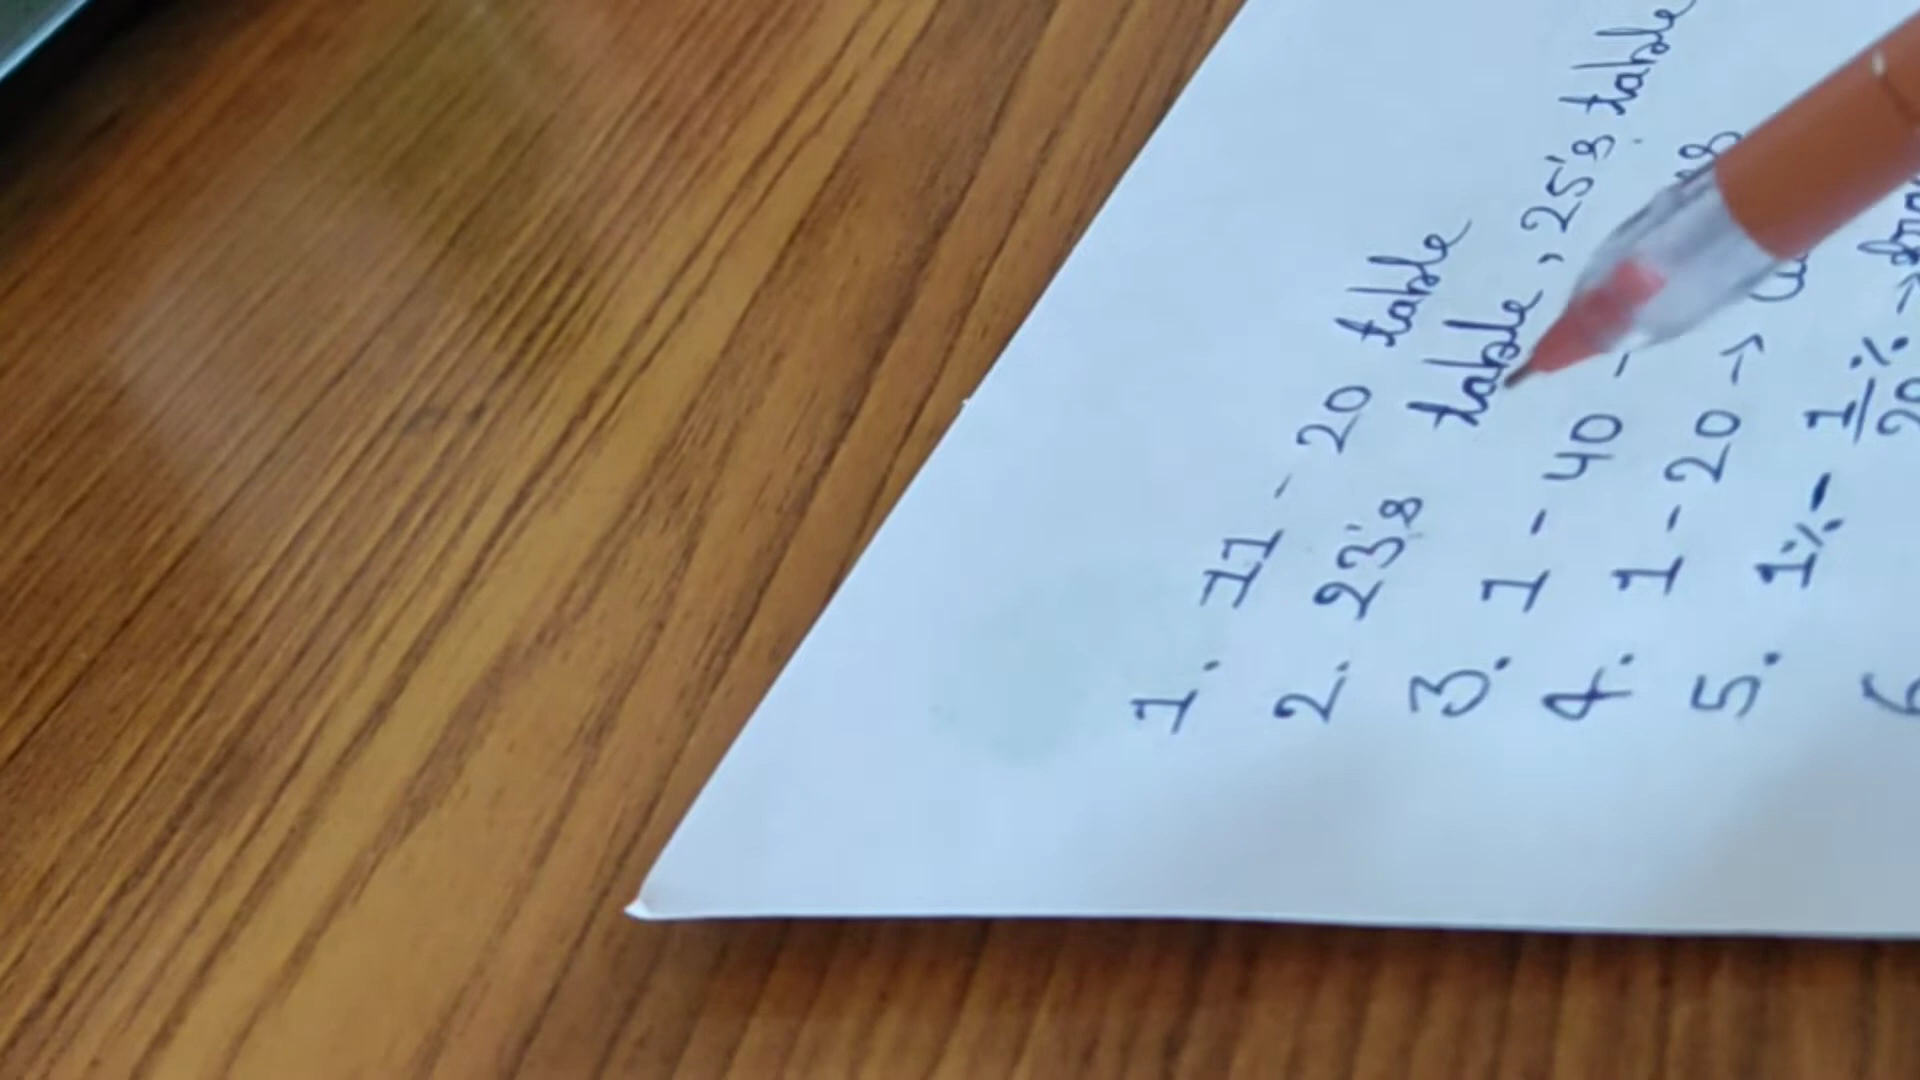 1. 11 - 20 table
2. 23's table, 25's table
3. 1 - 40 -
4. 1 - 20 →
5. 1% - 1/20 % →
6